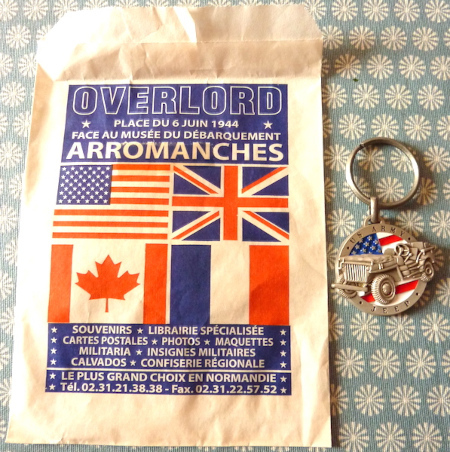 OVERLORD
PLACE DU 6 JUIN 1944
FACE AU MUSÉE DU DÉBARQUEMENT
ARROMANCHES
SOUVENIRS ★ LIBRAIRIE SPÉCIALISÉE
CARTES POSTALES ★ PHOTOS ★ MAQUETTES
MILITARIA ★ INSIGNES MILITAIRES
CALVADOS ★ CONFISERIE RÉGIONALE
LE PLUS GRAND CHOIX EN NORMANDIE
Tél. 02.31.21.38.38 - Fax. 02.31.22.57.52
ARMY
JEEP